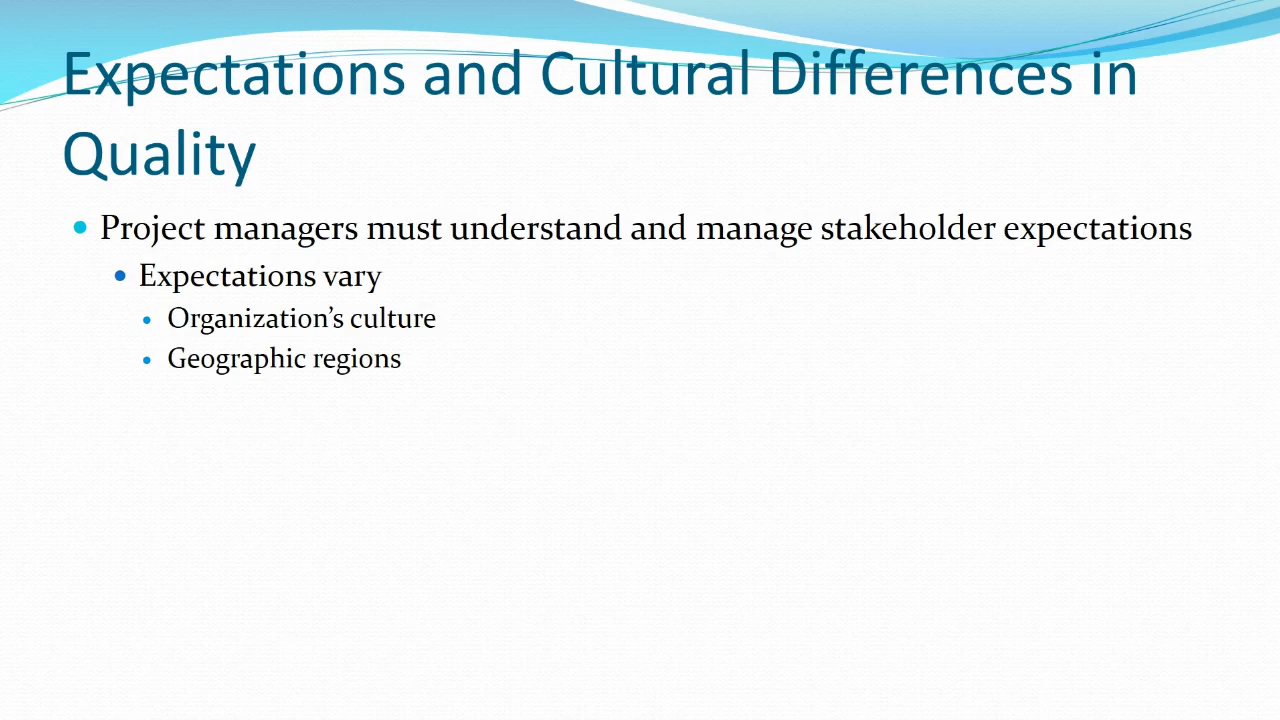 Expectations and Cultural Differences in
Quality
Project managers must understand and manage stakeholder expectations
Expectations vary
Organization’s culture
Geographic regions